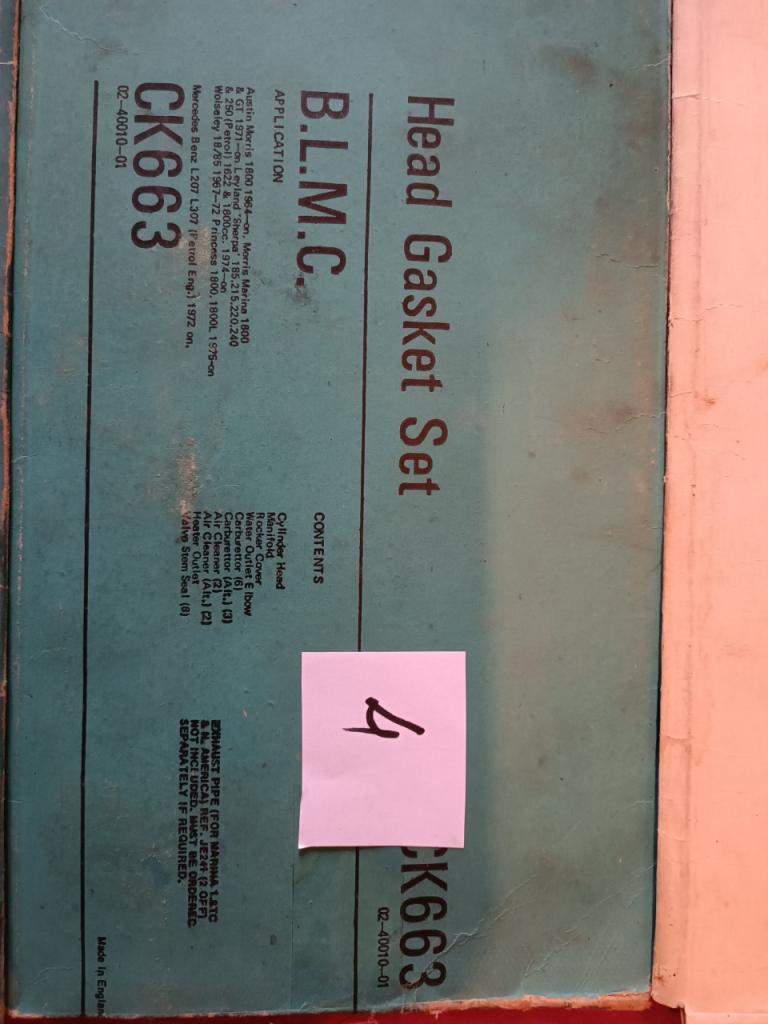 Head Gasket Set
CK663
02-40010-01
4
B.L.M.C.
APPLICATION
Austin Morris 1800 1964—on, Morris Marina 1800
& GT 1971—on Leyland 'Sherpa' 185,215,220,240
& 250 (Petrol) 1622 & 1800cc. 1974—on
Wolseley 18/85 1967—72 Princess 1800, 1800L 1975-on
Mercedes Benz L207 L307 (Petrol Eng.) 1972 on.
CONTENTS
Cylinder Head
Manifold
Rocker Cover
Water Outlet Elbow
Carburettor (6)
Carburettor (Alt.) (3)
Air Cleaner (2)
Air Cleaner (Alt.) (2)
Heater Outlet
Valve Stem Seal (8)
EXHAUST PIPE (FOR MARINA 1.8TC
& N. AMERICA) REF. (2 OFF)
NOT INCLUDED. MUST BE ORDERED
SEPARATELY IF REQUIRED.
CK663
02-40010-01
Made in England